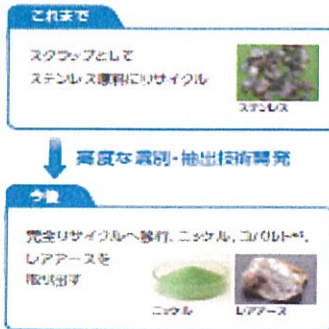 これまで
スクラップとして
ステンレス原料にリサイクル
ステンレス
高度な識別・抽出技術開発
今後
完全リサイクルへ移行、ニッケル、コバルト
レアアースを
取り出す
ニッケル
レアアース